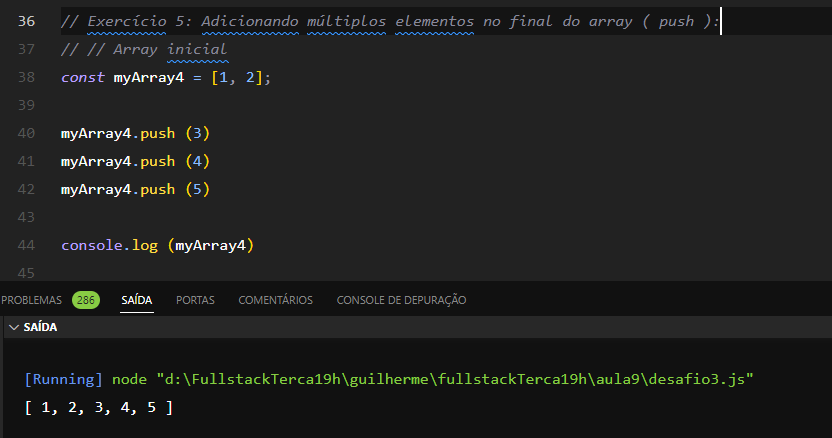 36 // Exercício 5: Adicionando múltiplos elementos no final do array ( push ):
37 // // Array inicial
38 const myArray4 = [1, 2];
39
40 myArray4.push (3)
41 myArray4.push (4)
42 myArray4.push (5)
43
44 console.log (myArray4)
45
PROBLEMAS 286 SAÍDA PORTAS COMENTÁRIOS CONSOLE DE DEPURAÇÃO
SAÍDA
[Running] node "d:\FullstackTerca19h\guilherme\fullstackTerca19h\aula9\desafio3.js"
[ 1, 2, 3, 4, 5 ]